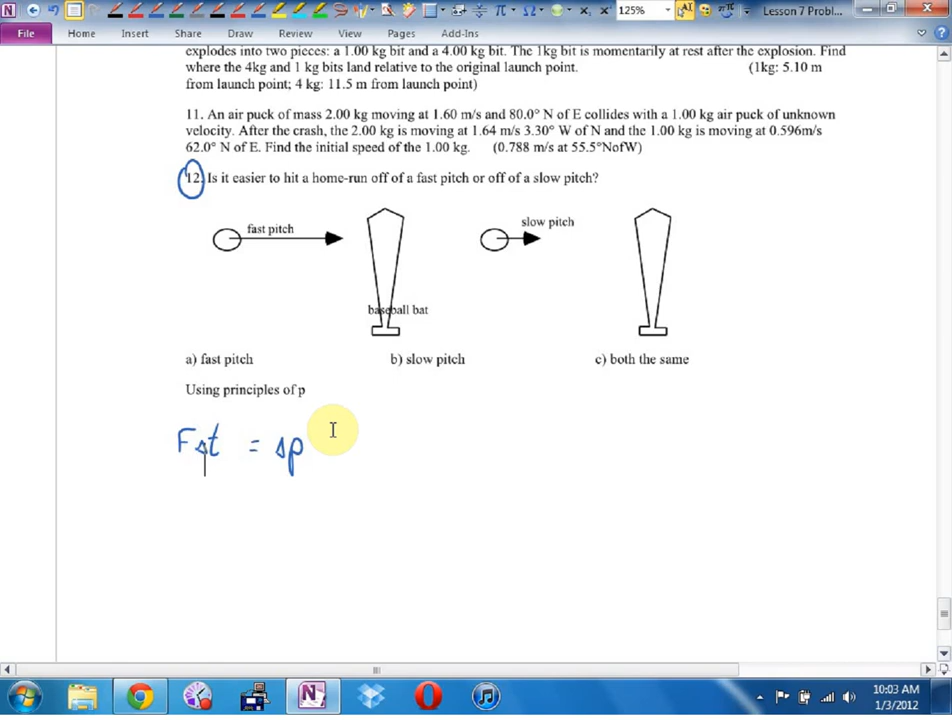 125%
Lesson 7 Probl...
File
Home
Insert
Share
Draw
Review
View
Pages
Add-Ins
explodes into two pieces: a 1.00 kg bit and a 4.00 kg bit. The 1kg bit is momentarily at rest after the explosion. Find
where the 4kg and 1 kg bits land relative to the original launch point. (1kg: 5.10 m
from launch point; 4 kg: 11.5 m from launch point)
11. An air puck of mass 2.00 kg moving at 1.60 m/s and 80.0° N of E collides with a 1.00 kg air puck of unknown
velocity. After the crash, the 2.00 kg is moving at 1.64 m/s 3.30° W of N and the 1.00 kg is moving at 0.596m/s
62.0° N of E. Find the initial speed of the 1.00 kg. (0.788 m/s at 55.5°NofW)
12. Is it easier to hit a home-run off of a fast pitch or off of a slow pitch?
fast pitch
slow pitch
baseball bat
a) fast pitch b) slow pitch c) both the same
Using principles of p
FΔt = Δp
10:03 AM
1/3/2012